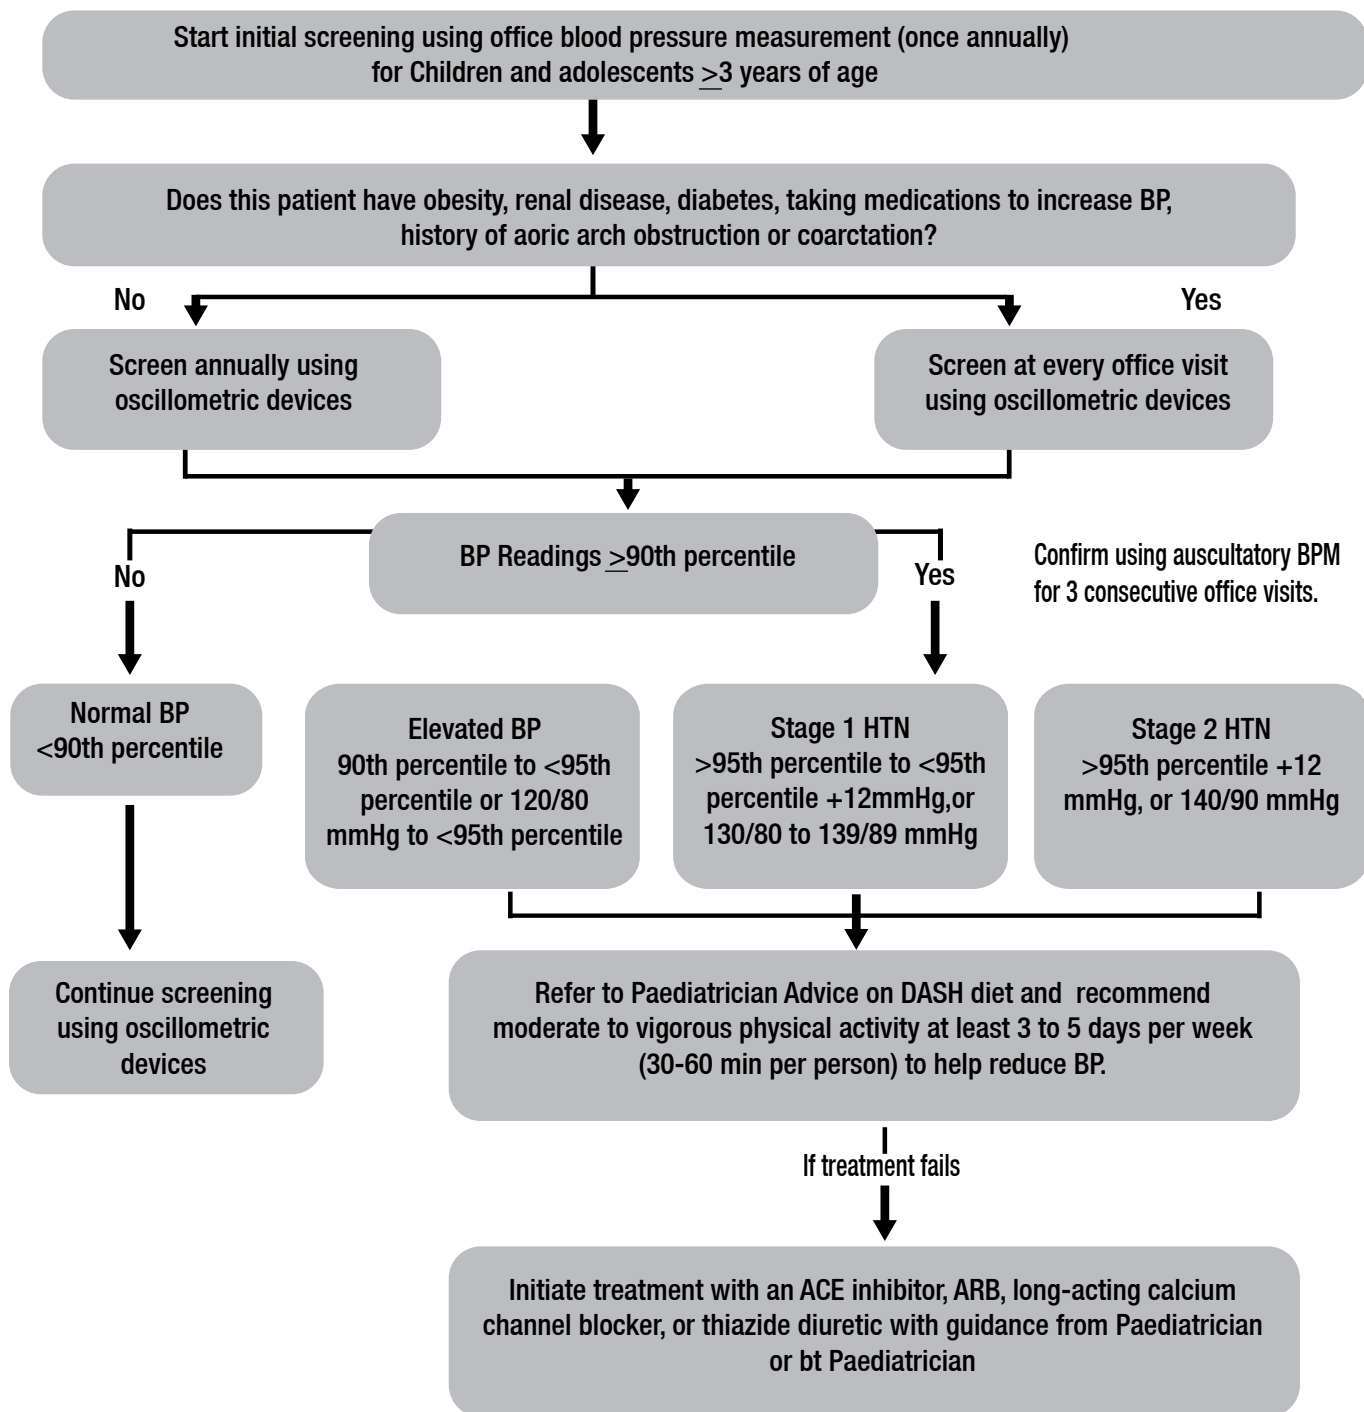 Start initial screening using office blood pressure measurement (once annually)
for Children and adolescents >3 years of age
Does this patient have obesity, renal disease, diabetes, taking medications to increase BP,
history of aoric arch obstruction or coarctation?
No
Yes
Screen annually using
oscillometric devices
Screen at every office visit
using oscillometric devices
BP Readings >90th percentile
No
Yes
Confirm using auscultatory BPM
for 3 consecutive office visits.
Normal BP
<90th percentile
Elevated BP
90th percentile to <95th
percentile or 120/80
mmHg to <95th percentile
Stage 1 HTN
>95th percentile to <95th
percentile +12mmHg,or
130/80 to 139/89 mmHg
Stage 2 HTN
>95th percentile +12
mmHg, or 140/90 mmHg
Continue screening
using oscillometric
devices
Refer to Paediatrician Advice on DASH diet and recommend
moderate to vigorous physical activity at least 3 to 5 days per week
(30-60 min per person) to help reduce BP.
If treatment fails
Initiate treatment with an ACE inhibitor, ARB, long-acting calcium
channel blocker, or thiazide diuretic with guidance from Paediatrician
or bt Paediatrician